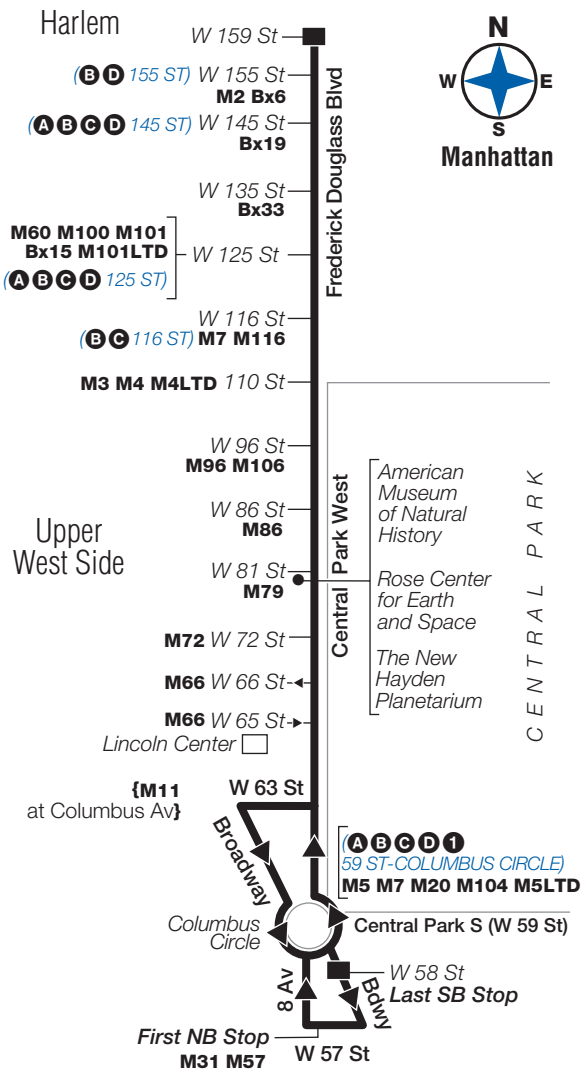 Harlem
W 159 St
N
W E
S
Manhattan
(B D 155 ST) W 155 St
M2 Bx6
(A B C D 145 ST) W 145 St
Bx19
Frederick Douglass Blvd
W 135 St
Bx33
M60 M100 M101
Bx15 M101LTD
W 125 St
(A B C D 125 ST)
W 116 St
(B C 116 ST) M7 M116
M3 M4 M4LTD 110 St
W 96 St
M96 M106
W 86 St
M86
Upper
West Side
W 81 St
M79
Central Park West
American
Museum
of Natural
History
Rose Center
for Earth
and Space
The New
Hayden
Planetarium
CENTRAL PARK
M72 W 72 St
M66 W 66 St
M66 W 65 St
Lincoln Center
{M11
at Columbus Av}
W 63 St
Broadway
(A B C D 1
59 ST-COLUMBUS CIRCLE)
M5 M7 M20 M104 M5LTD
Columbus
Circle
Central Park S (W 59 St)
8 Av
Bdwy
W 58 St
Last SB Stop
First NB Stop
M31 M57
W 57 St